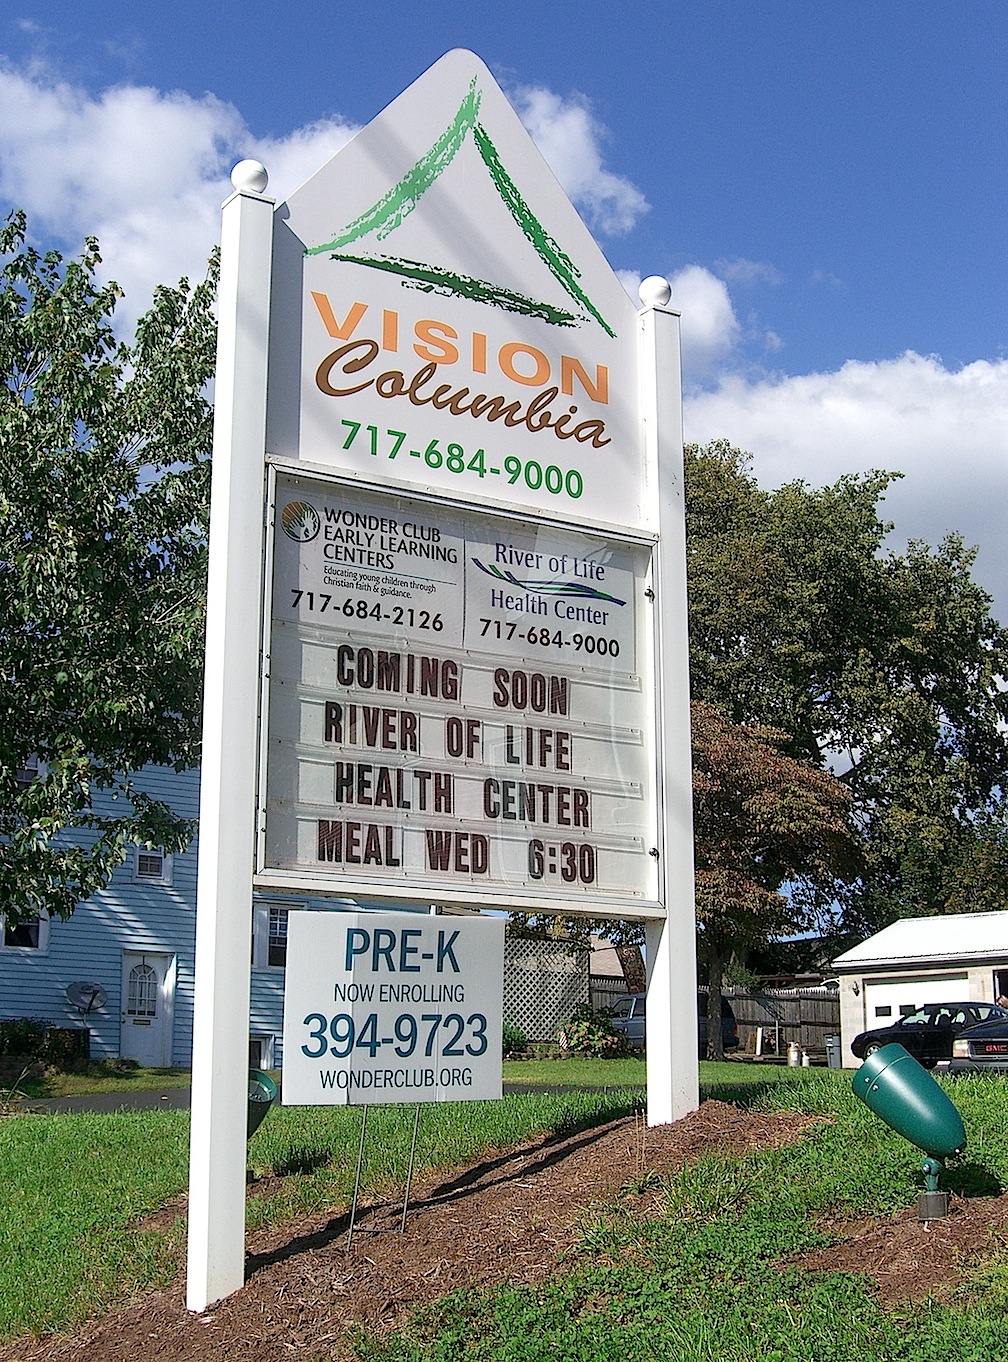 VISION
Columbia
717-684-9000
WONDER CLUB
EARLY LEARNING
CENTERS
Educating young children through
Christian faith & guidance.
717-684-2126
River of Life
Health Center
717-684-9000
COMING SOON
RIVER OF LIFE
HEALTH CENTER
MEAL WED 6:30
PRE-K
NOW ENROLLING
394-9723
WONDERCLUB.ORG
GMC